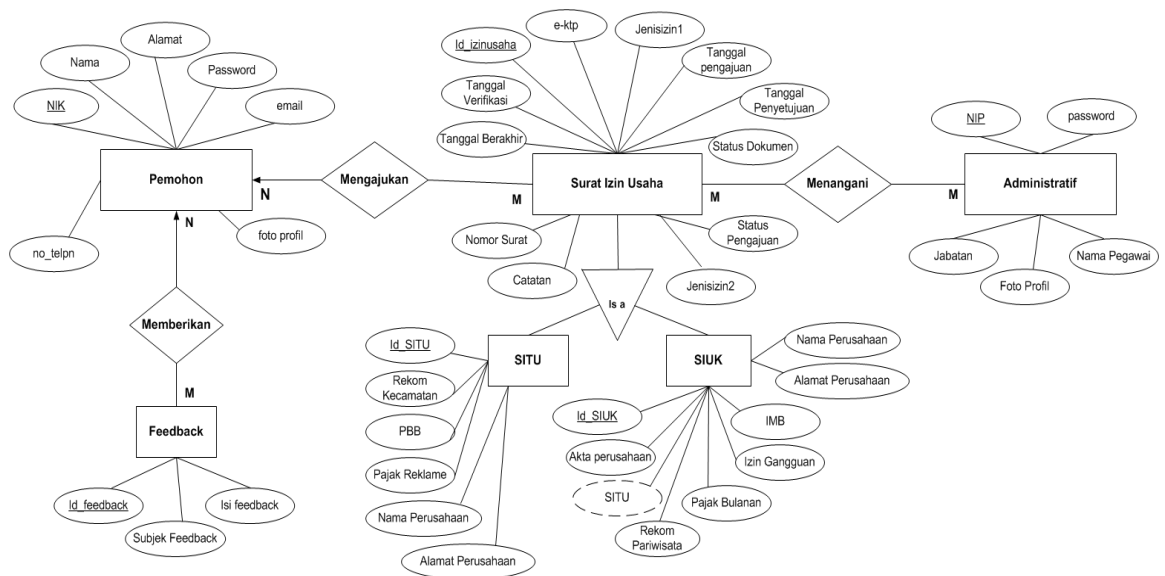 e-ktp
Jenisizin1
Alamat
Id_izinusaha
Tanggal
pengajuan
Nama
Password
Tanggal
Verifikasi
Tanggal
Penyetujuan
NIK
email
NIP
password
Tanggal Berakhir
Status Dokumen
Pemohon
Mengajukan
Surat Izin Usaha
Menangani
Administratif
N
M
M
M
N
foto profil
no_telpn
Nomor Surat
Status
Pengajuan
Jabatan
Nama Pegawai
Catatan
Jenisizin2
Foto Profil
Is a
Memberikan
Id_SITU
SITU
SIUK
Nama Perusahaan
Rekom
Kecamatan
Alamat Perusahaan
M
Feedback
PBB
Id_SIUK
IMB
Akta perusahaan
Izin Gangguan
Pajak Reklame
SITU
Pajak Bulanan
Id_feedback
Isi feedback
Nama Perusahaan
Subjek Feedback
Rekom
Pariwisata
Alamat Perusahaan